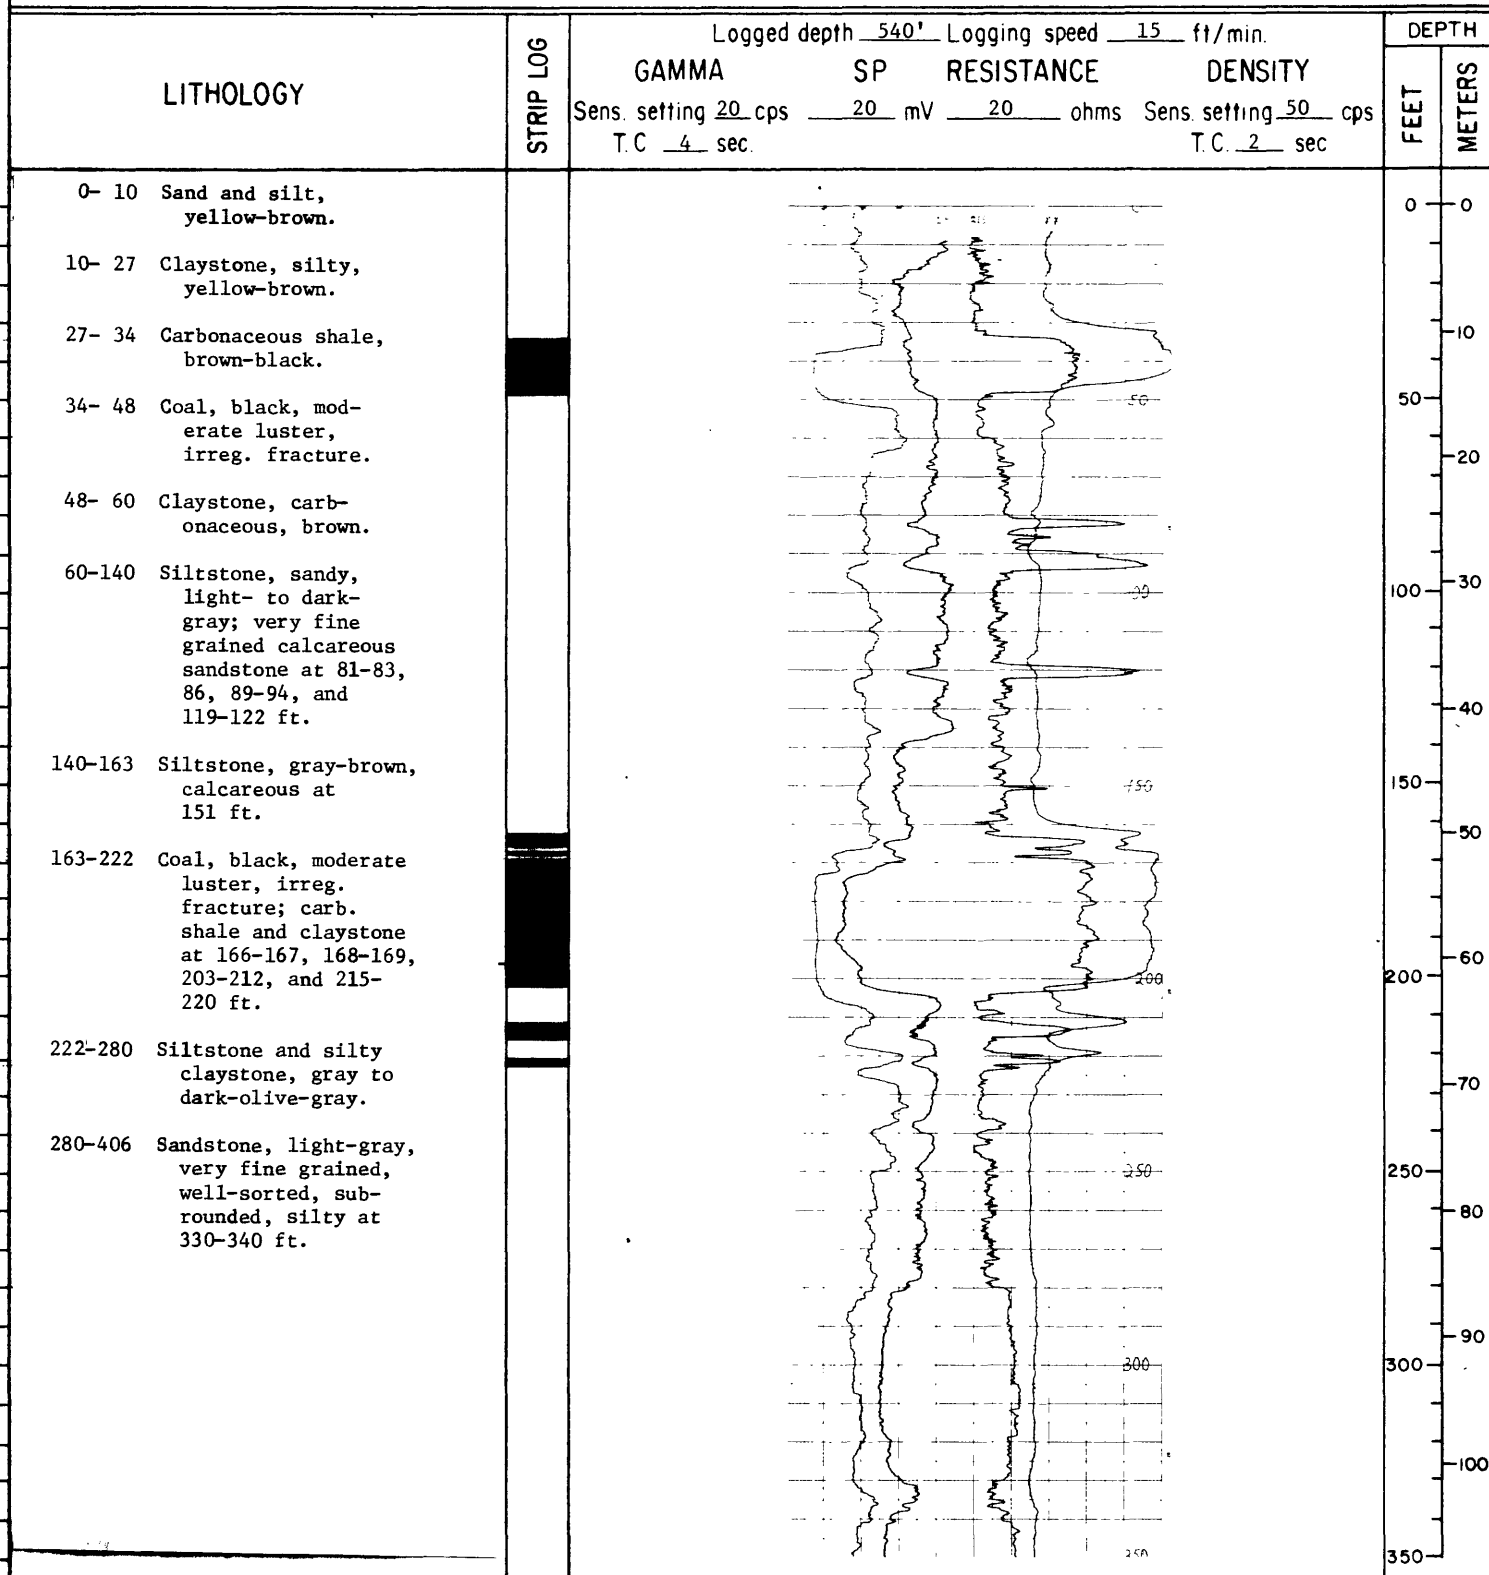 Logged depth 540' Logging speed 15 ft/min.
DEPTH
LITHOLOGY
STRIP LOG
GAMMA SP RESISTANCE DENSITY
Sens. setting 20 cps 20 mV 20 ohms Sens. setting 50 cps
T.C 4 sec. T.C. 2 sec
FEET
METERS
0- 10 Sand and silt,
yellow-brown.
10- 27 Claystone, silty,
yellow-brown.
27- 34 Carbonaceous shale,
brown-black.
34- 48 Coal, black, mod-
erate luster,
irreg. fracture.
48- 60 Claystone, carb-
onaceous, brown.
60-140 Siltstone, sandy,
light- to dark-
gray; very fine
grained calcareous
sandstone at 81-83,
86, 89-94, and
119-122 ft.
140-163 Siltstone, gray-brown,
calcareous at
151 ft.
163-222 Coal, black, moderate
luster, irreg.
fracture; carb.
shale and claystone
at 166-167, 168-169,
203-212, and 215-
220 ft.
222-280 Siltstone and silty
claystone, gray to
dark-olive-gray.
280-406 Sandstone, light-gray,
very fine grained,
well-sorted, sub-
rounded, silty at
330-340 ft.
50
150
200
250
300
350
0
50
100
150
200
250
300
350
0
10
20
30
40
50
60
70
80
90
100